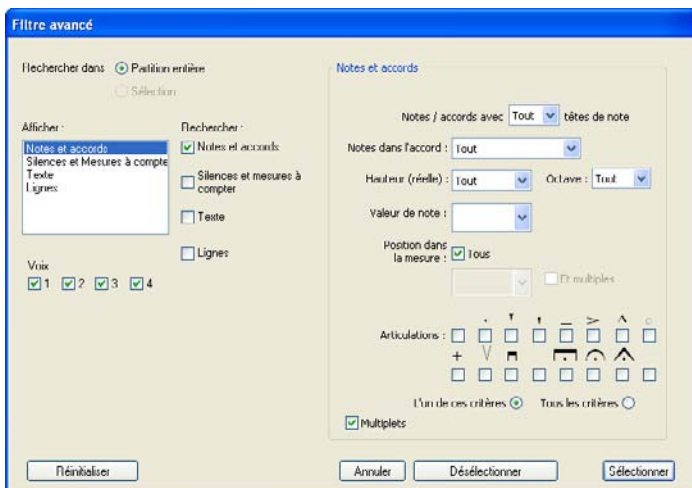 Filtre avancé
Rechercher dans Partition entière
Sélection
Afficher :
Notes et accords
Silences et Mesures à compte
Texte
Lignes
Rechercher :
Notes et accords
Silences et mesures à
compter
Texte
Lignes
Voix
1 2 3 4
Notes et accords
Notes / accords avec Tout têtes de note
Notes dans l'accord : Tout
Hauteur (réelle) : Tout Octave : Tout
Valeur de note :
Position dans
la mesure : Tous
Et multiples
Articulations :
L'un de ces critères Tous les critères
Multiplets
Réinitialiser Annuler Désélectionner Sélectionner